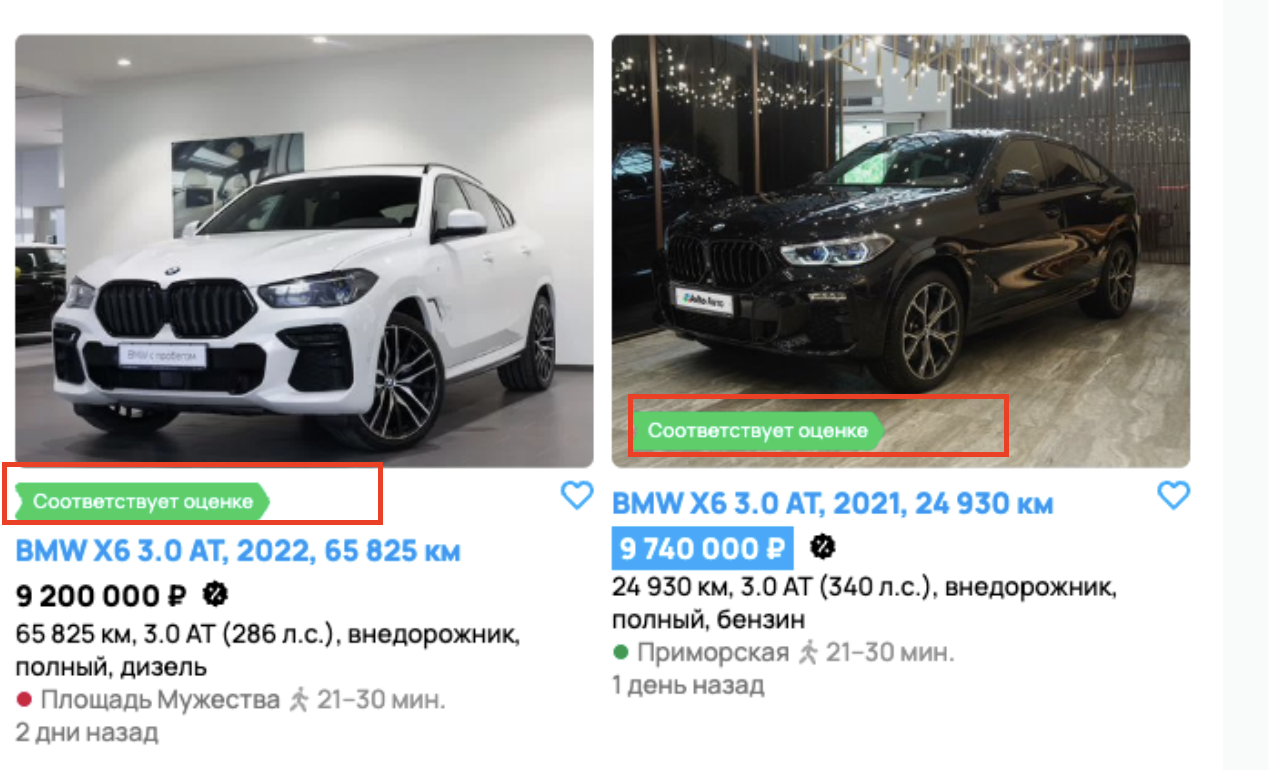 BMW с пробегом
Соответствует оценке
BMW X6 3.0 AT, 2022, 65 825 км
9 200 000 ₽
65 825 км, 3.0 AT (286 л.с.), внедорожник,
полный, дизель
Площадь Мужества 21–30 мин.
2 дни назад
Соответствует оценке
BMW X6 3.0 AT, 2021, 24 930 км
9 740 000 ₽
24 930 км, 3.0 AT (340 л.с.), внедорожник,
полный, бензин
Приморская 21–30 мин.
1 день назад